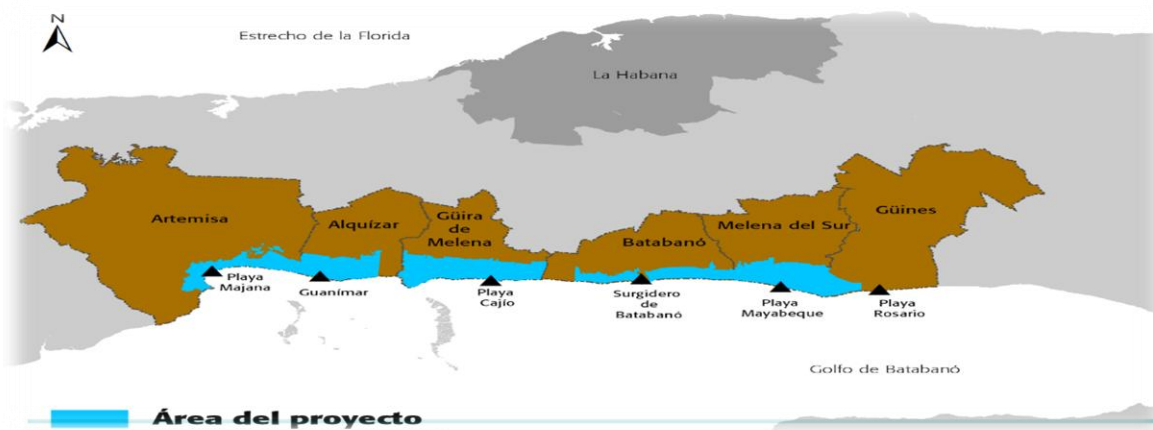 N
Estrecho de la Florida
La Habana
Artemisa
Alquízar
Güira
de
Melena
Batabanó
Melena del Sur
Güines
Playa
Majana
Guanímar
Playa
Cajío
Surgidero
de
Batabanó
Playa
Mayabeque
Playa
Rosario
Golfo de Batabanó
Área del proyecto